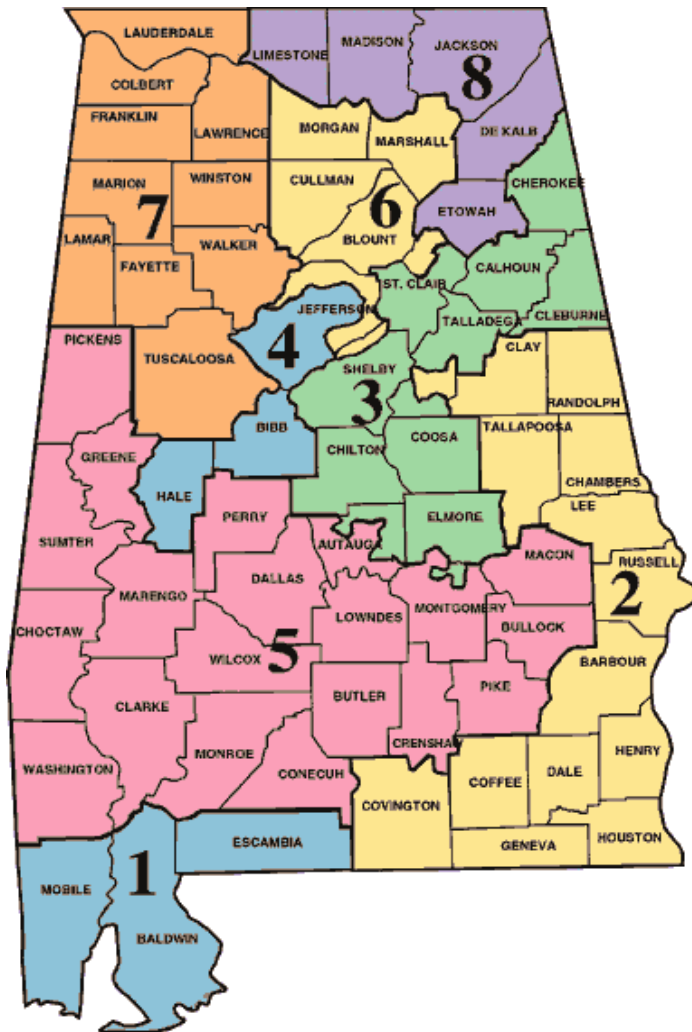 LAUDERDALE
LIMESTONE
MADISON
JACKSON
COLBERT
8
FRANKLIN
LAWRENCE
MORGAN
MARSHALL
DE KALB
MARION
WINSTON
CULLMAN
CHEROKEE
7
6
ETOWAH
LAMAR
WALKER
BLOUNT
FAYETTE
ST. CLAIR
CALHOUN
JEFFERSON
TALLADEGA
CLEBURNE
PICKENS
TUSCALOOSA
4
CLAY
SHELBY
3
RANDOLPH
BIBB
TALLAPOOSA
GREENE
CHILTON
COOSA
HALE
CHAMBERS
LEE
PERRY
ELMORE
SUMTER
AUTAUGA
MACON
RUSSELL
DALLAS
2
MARENGO
LOWNDES
MONTGOMERY
CHOCTAW
BULLOCK
WILCOX
5
BARBOUR
CLARKE
BUTLER
PIKE
MONROE
CRENSHAW
HENRY
WASHINGTON
CONECUH
COFFEE
DALE
COVINGTON
ESCAMBIA
HOUSTON
GENEVA
MOBILE
1
BALDWIN